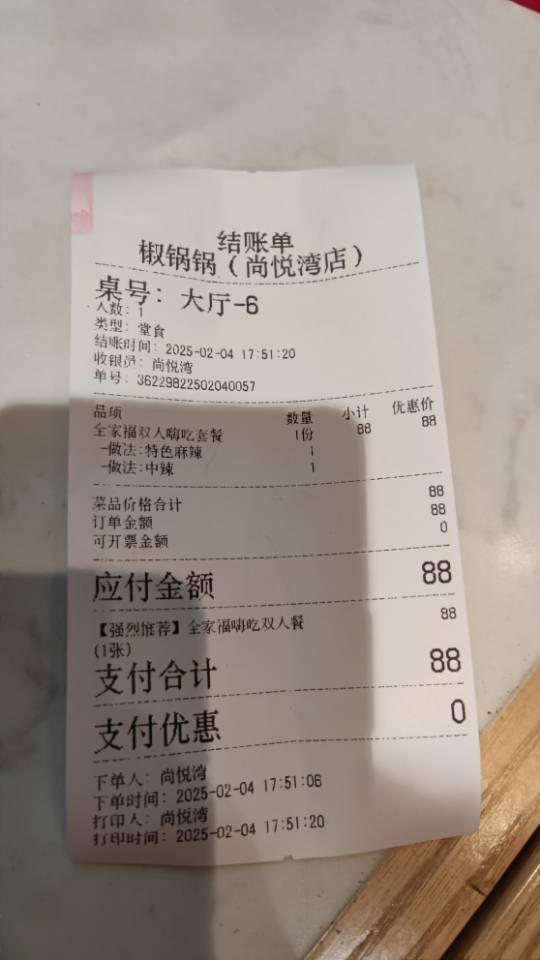 结账单
椒锅锅（尚悦湾店）
桌号：大厅-6
人数：1
类型：堂食
结账时间：2025-02-04 17:51:20
收银员：尚悦湾
单号：36229822502040057
品项 数量 小计 优惠价
全家福双人嗨吃套餐 1份 88 88
-做法:特色麻辣 1
-做法:中辣 1
菜品价格合计 88
订单金额 88
可开票金额 0
应付金额 88
【强烈推荐】全家福嗨吃双人餐 88
(1张)
支付合计 88
支付优惠 0
下单人：尚悦湾
下单时间：2025-02-04 17:51:06
打印人：尚悦湾
打印时间：2025-02-04 17:51:20